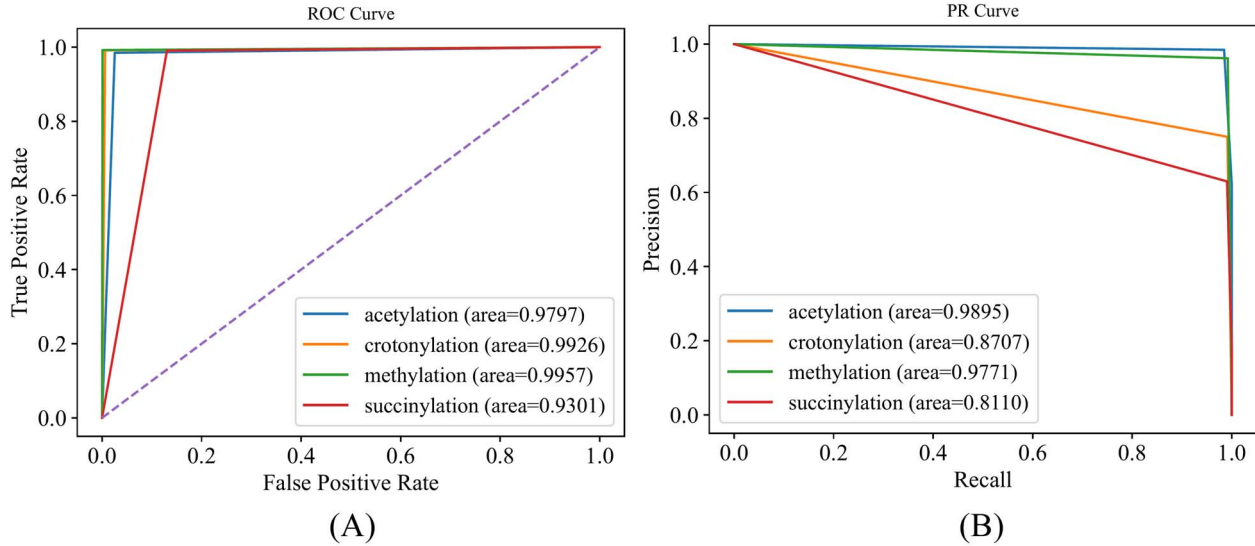 ROC Curve
1.0
0.8
0.6
0.4
0.2
0.0
True Positive Rate
acetylation (area=0.9797)
crotonylation (area=0.9926)
methylation (area=0.9957)
succinylation (area=0.9301)
0.0 0.2 0.4 0.6 0.8 1.0
False Positive Rate
(A)
PR Curve
1.0
0.8
0.6
0.4
0.2
0.0
Precision
acetylation (area=0.9895)
crotonylation (area=0.8707)
methylation (area=0.9771)
succinylation (area=0.8110)
0.0 0.2 0.4 0.6 0.8 1.0
Recall
(B)